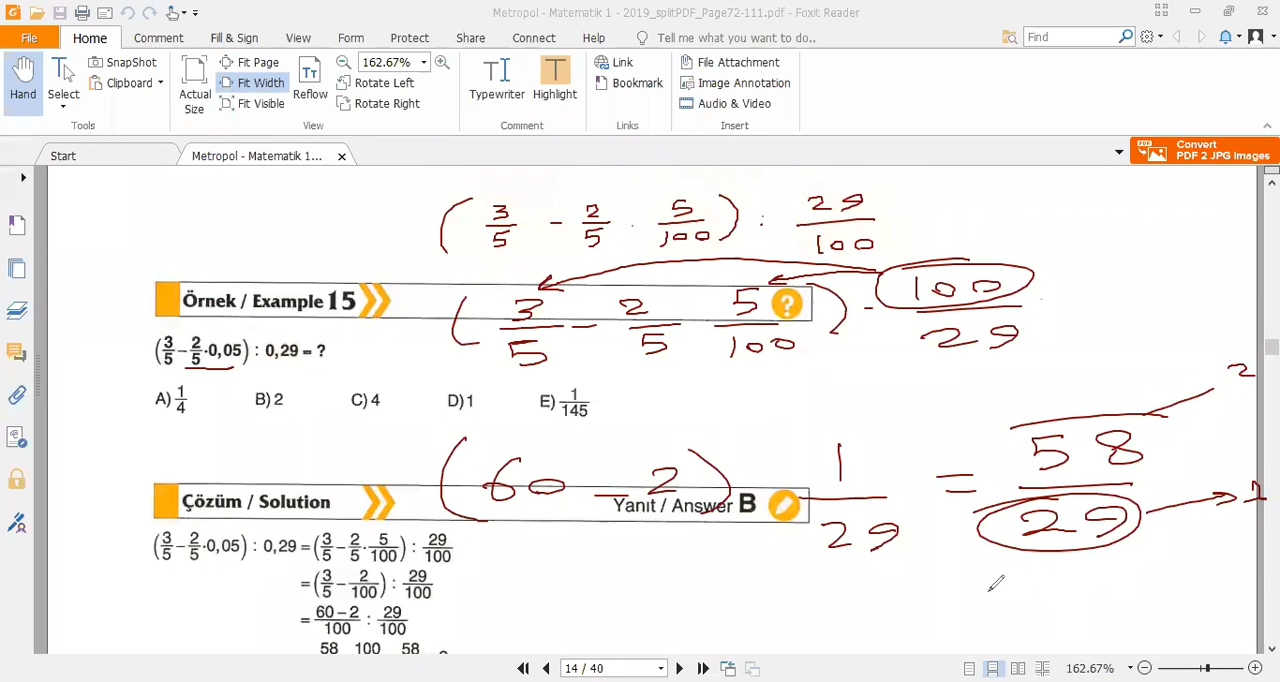 Metropol - Matematik 1 - 2019_splitPDF_Page72-111.pdf - Foxit Reader
File Home Comment Fill & Sign View Form Protect Share Connect Help Tell me what you want to do.. Find
Hand Select SnapShot Clipboard Actual Size Fit Page Fit Width Fit Visible Reflow 162.67% Rotate Left Rotate Right Typewriter Highlight Link Bookmark File Attachment Image Annotation Audio & Video
Tools View Comment Links Insert
Start Metropol - Matematik 1... Convert PDF 2 JPG Images
(3/5 - 2/5 . 5/100) : 29/100
Örnek / Example 15 ?
(3/5 - 2/5 5/100) - 100/29
(3/5 - 2/5 · 0,05) : 0,29 = ?
A) 1/4 B) 2 C) 4 D) 1 E) 1/145
(60 - 2) 1/29 = 58/29 2 1
Çözüm / Solution Yanıt / Answer B
(3/5 - 2/5 · 0,05) : 0,29 = (3/5 - 2/5 · 5/100) : 29/100
= (3/5 - 2/100) : 29/100
= 60-2/100 : 29/100
58 100 58
14 / 40 162.67%